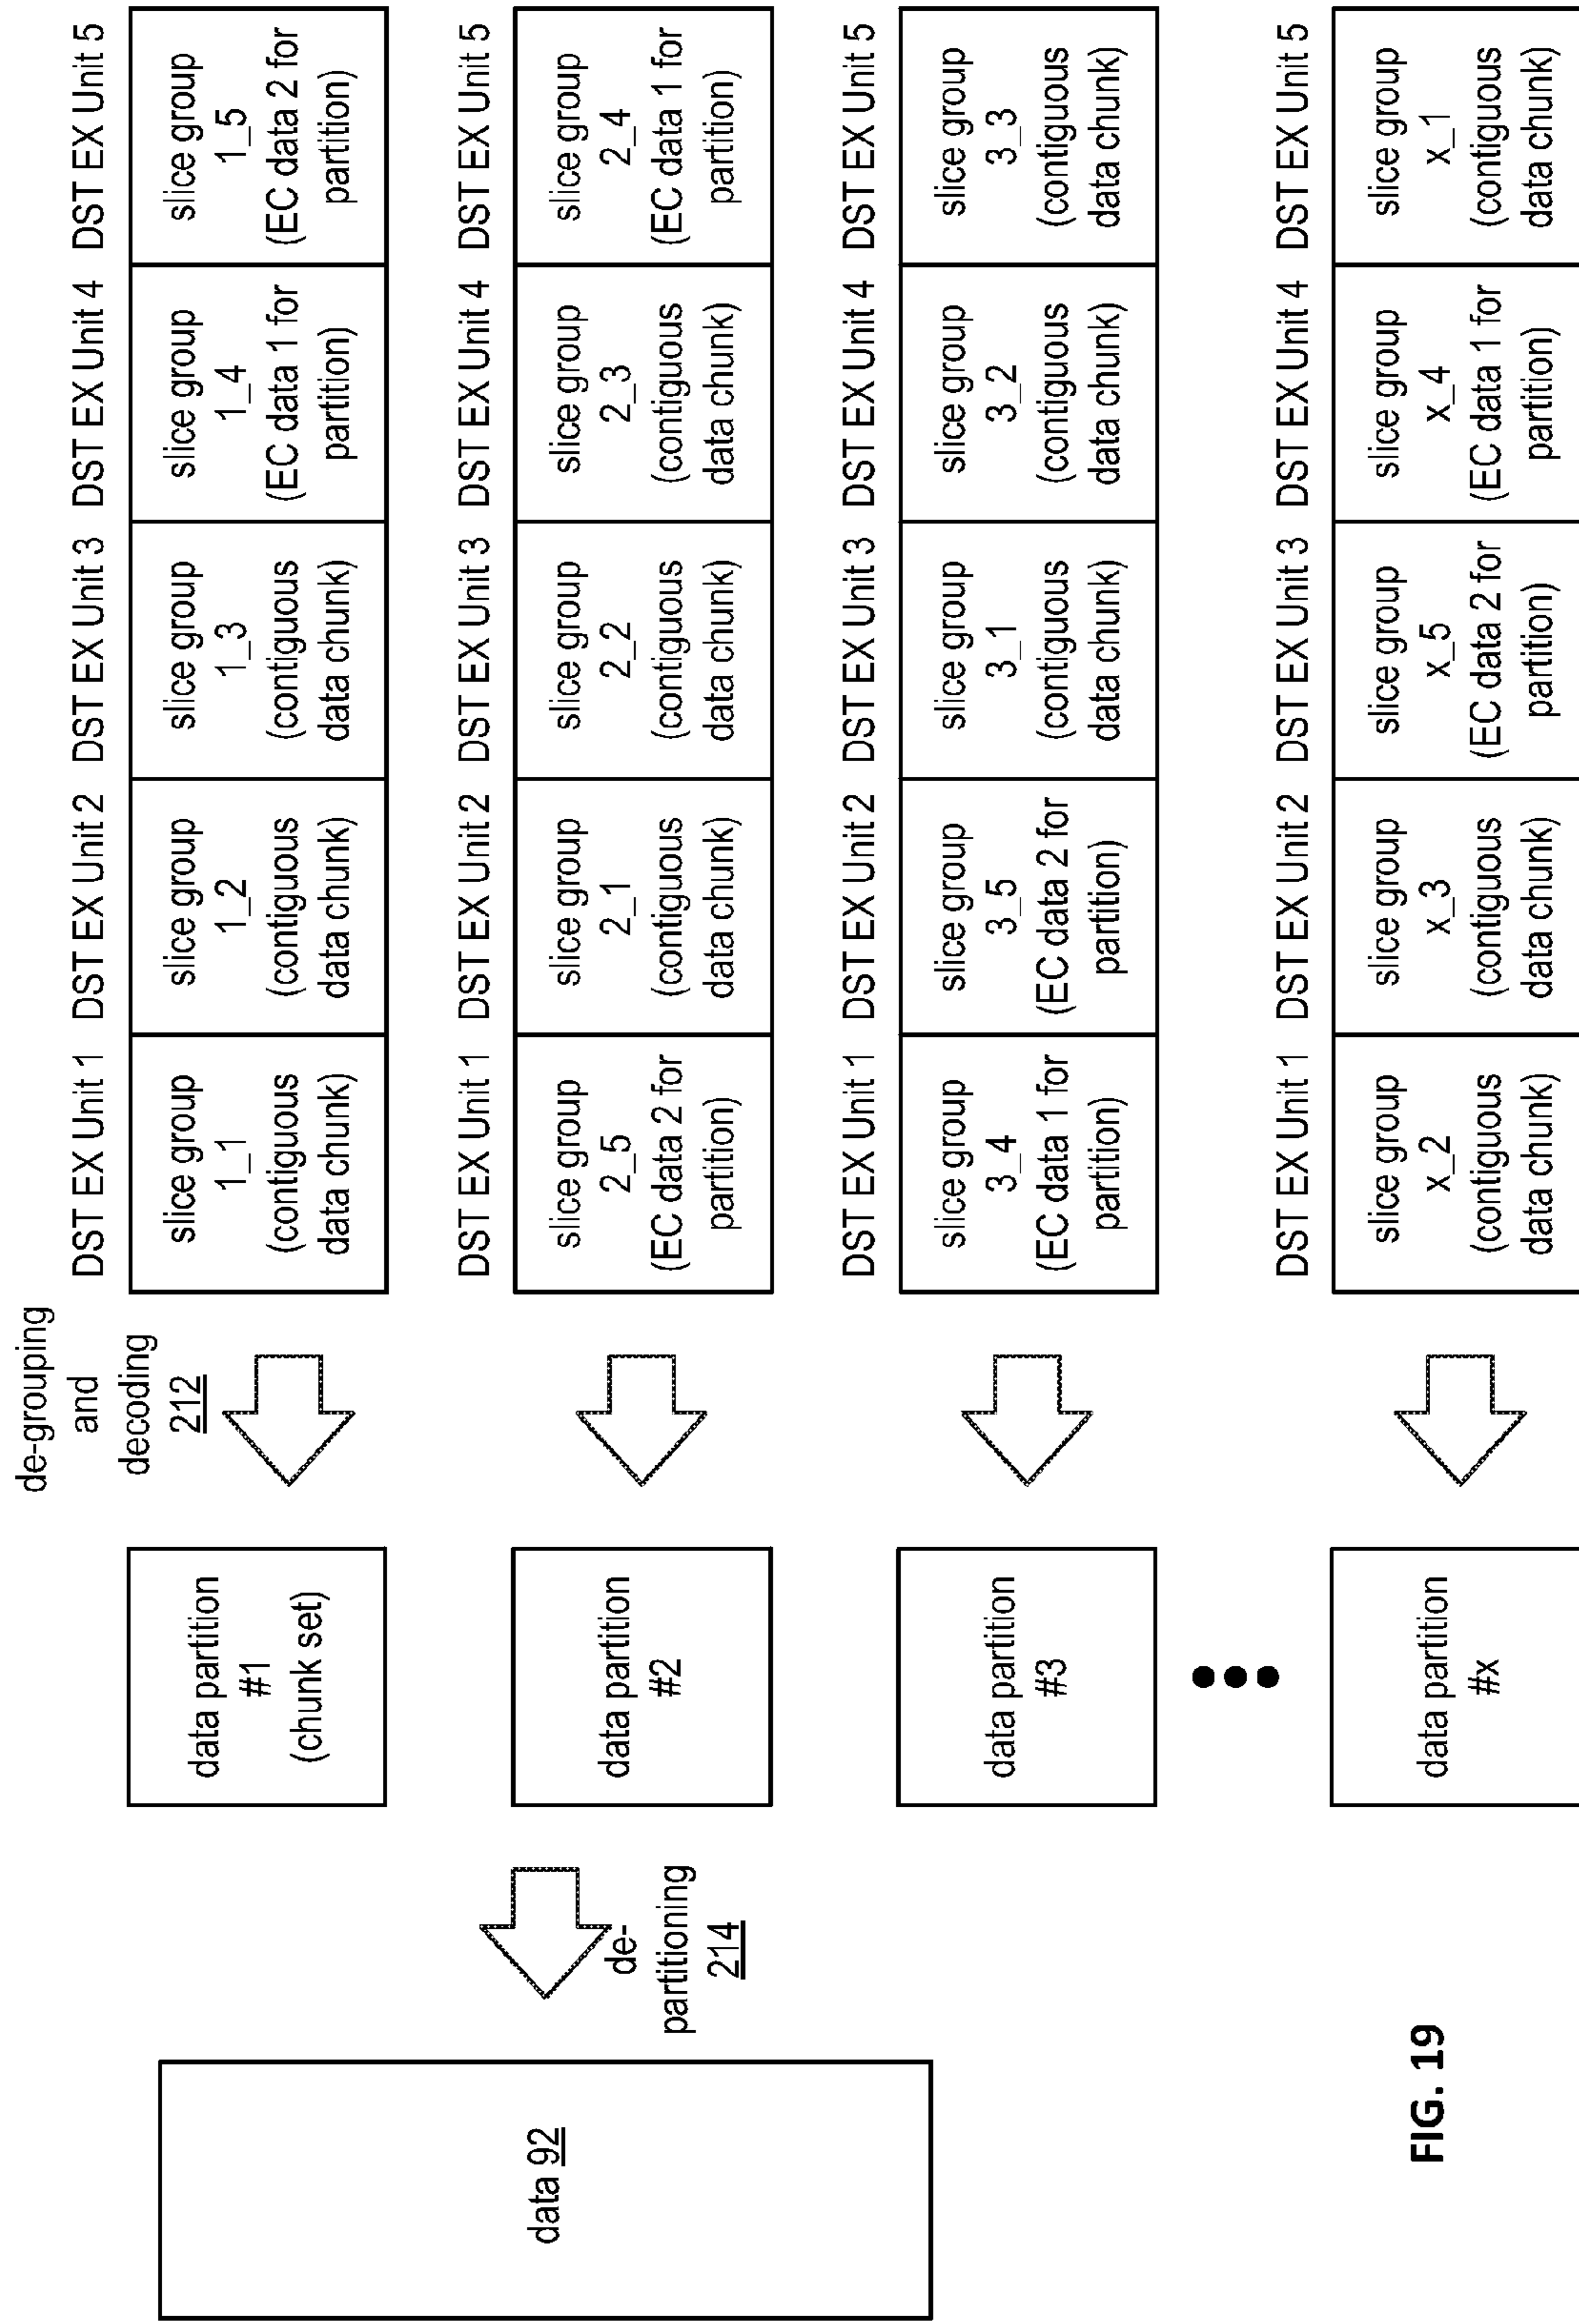 de-grouping
and
decoding
212
DST EX Unit 1 DST EX Unit 2 DST EX Unit 3 DST EX Unit 4 DST EX Unit 5
data partition
#1
(chunk set)
slice group
1_1
(contiguous
data chunk)
slice group
1_2
(contiguous
data chunk)
slice group
1_3
(contiguous
data chunk)
slice group
1_4
(EC data 1 for
partition)
slice group
1_5
(EC data 2 for
partition)
DST EX Unit 1 DST EX Unit 2 DST EX Unit 3 DST EX Unit 4 DST EX Unit 5
data 92
de-
partitioning
214
data partition
#2
slice group
2_5
(EC data 2 for
partition)
slice group
2_1
(contiguous
data chunk)
slice group
2_2
(contiguous
data chunk)
slice group
2_3
(contiguous
data chunk)
slice group
2_4
(EC data 1 for
partition)
DST EX Unit 1 DST EX Unit 2 DST EX Unit 3 DST EX Unit 4 DST EX Unit 5
data partition
#3
slice group
3_4
(EC data 1 for
partition)
slice group
3_5
(EC data 2 for
partition)
slice group
3_1
(contiguous
data chunk)
slice group
3_2
(contiguous
data chunk)
slice group
3_3
(contiguous
data chunk)
DST EX Unit 1 DST EX Unit 2 DST EX Unit 3 DST EX Unit 4 DST EX Unit 5
data partition
#x
slice group
x_2
(contiguous
data chunk)
slice group
x_3
(contiguous
data chunk)
slice group
x_5
(EC data 2 for
partition)
slice group
x_4
(EC data 1 for
partition)
slice group
x_1
(contiguous
data chunk)
FIG. 19